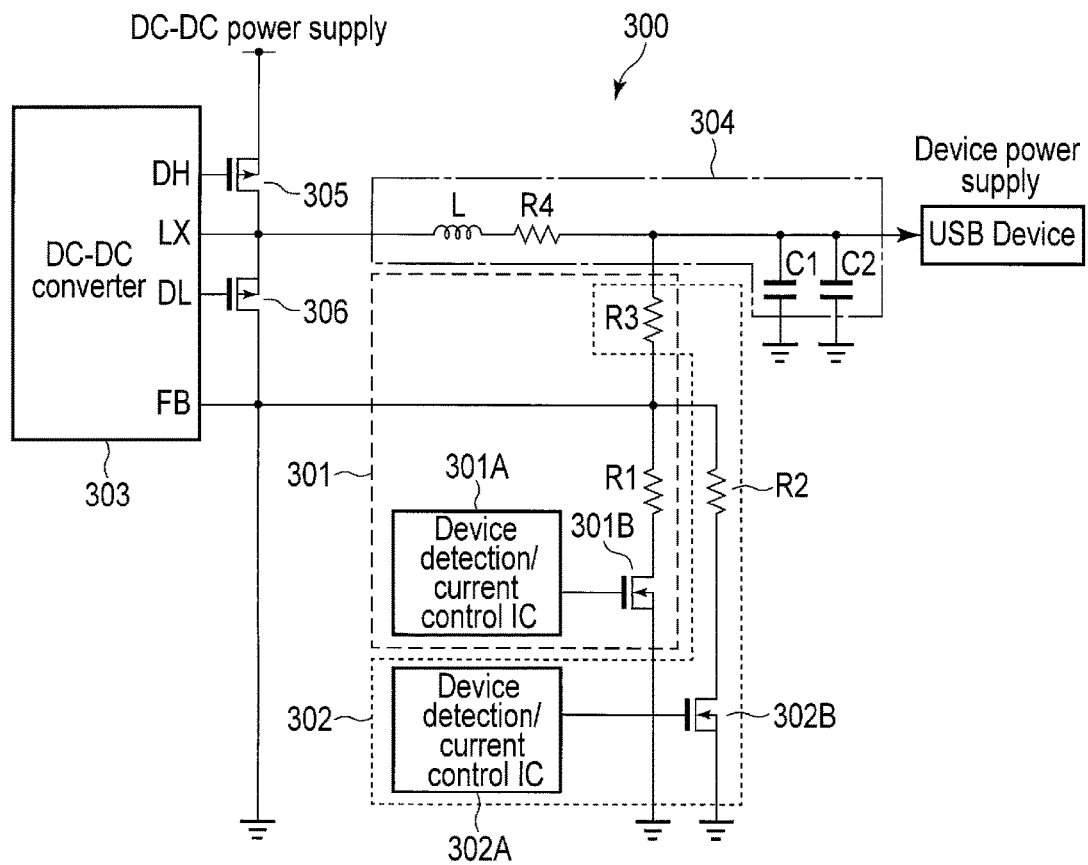 DC-DC power supply
300
304
Device power
supply
DH
305
L
R4
LX
USB Device
DC-DC
converter
DL
306
C1
C2
R3
FB
303
301
301A
R1
R2
Device
detection/
current
control IC
301B
302
Device
detection/
current
control IC
302B
302A